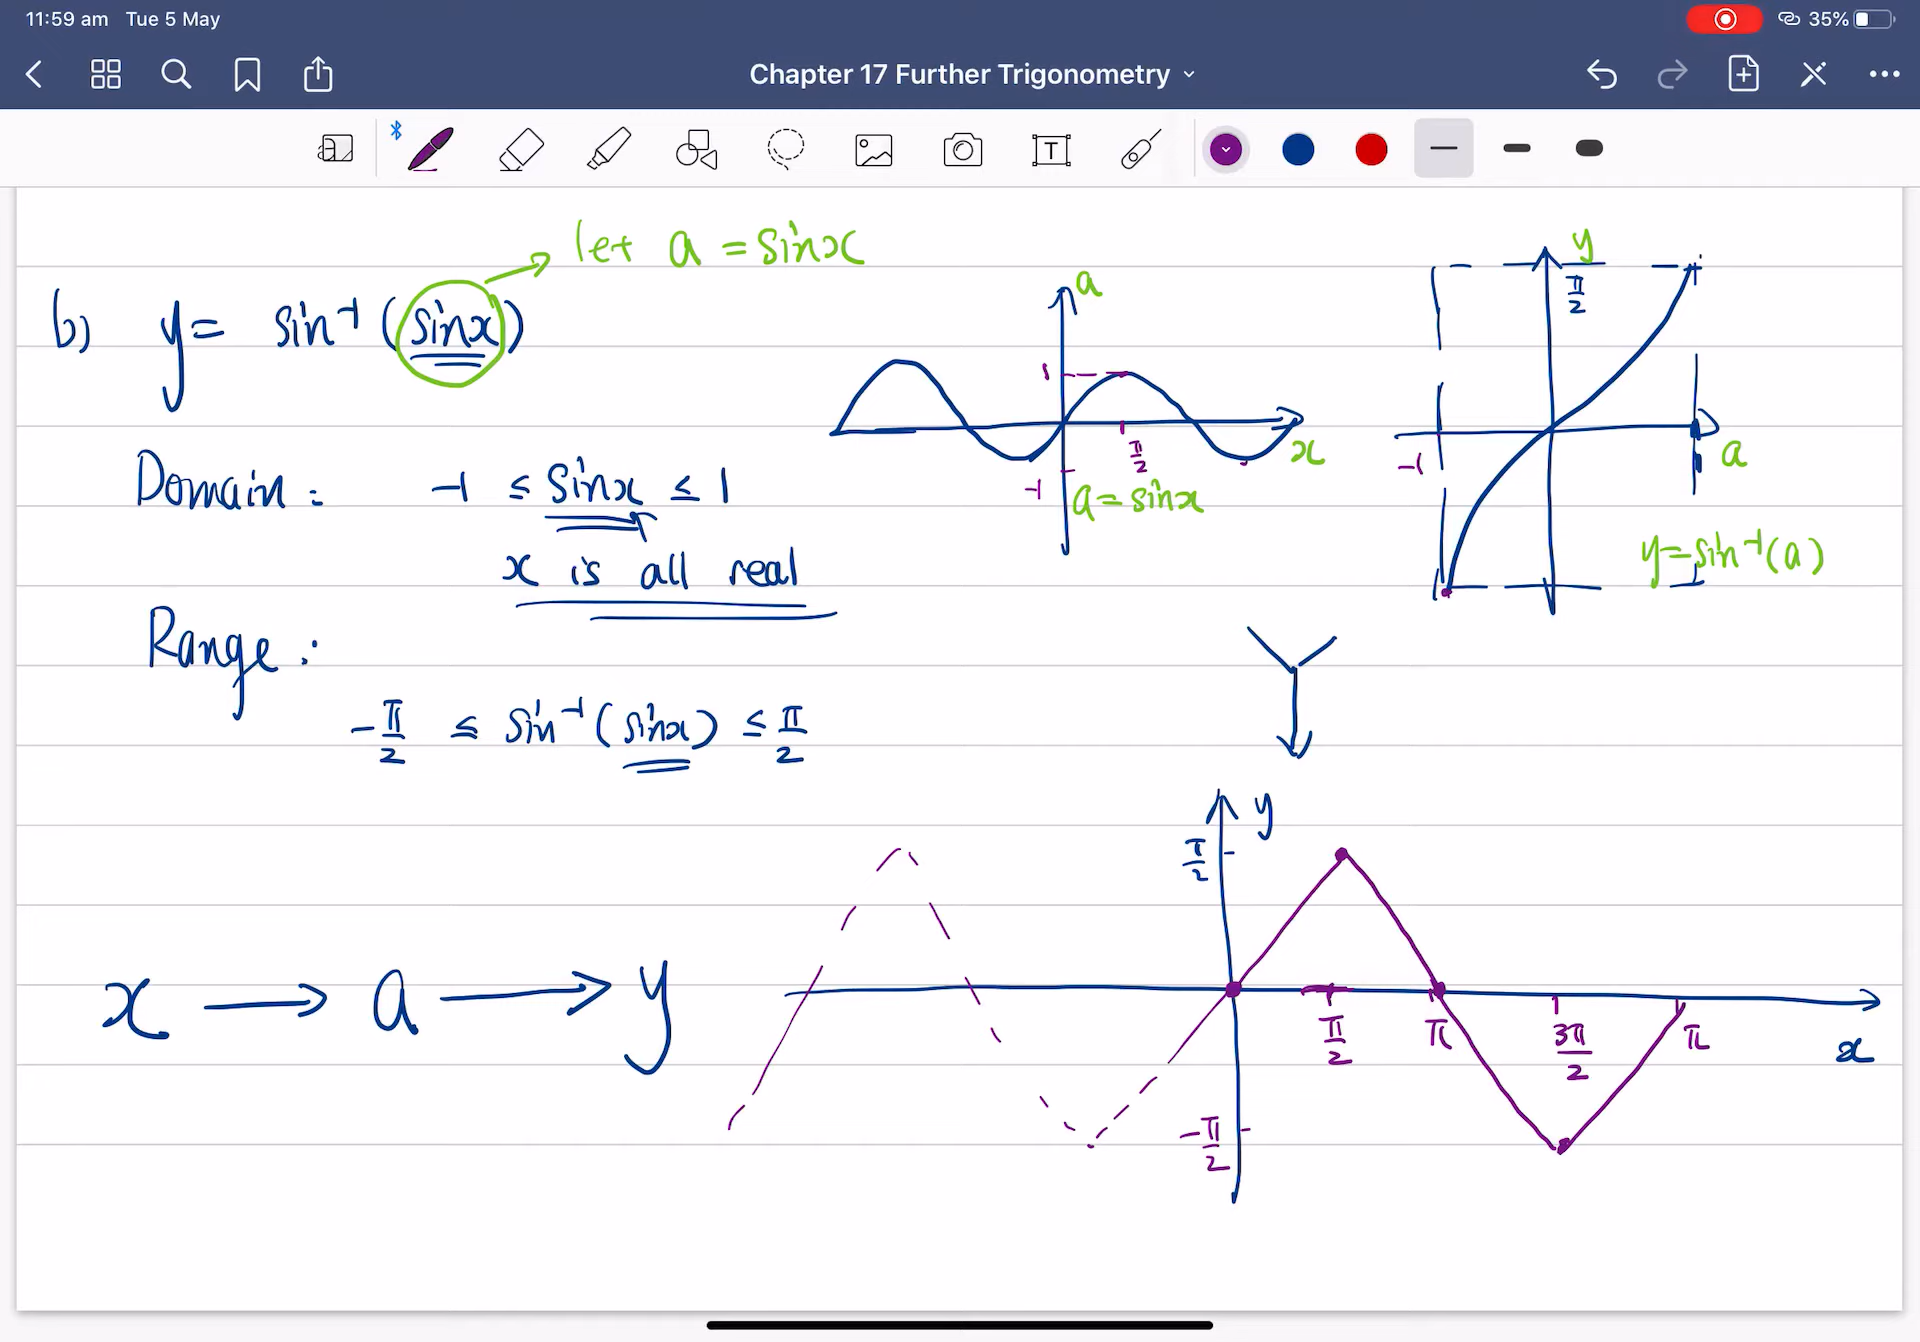 11:59 am Tue 5 May
35%
Chapter 17 Further Trigonometry
T
let a = sinx
b) y = sin⁻¹ (sinx)
Domain : -1 ≤ sinx ≤ 1
x is all real
Range :
-π/2 ≤ sin⁻¹ (sinx) ≤ π/2
a
1
π/2
x
-1
a = sinx
y
π/2
-1
a
y = sin⁻¹(a)
x → a → y
y
π/2
π/2
π
3π/2
π
x
-π/2